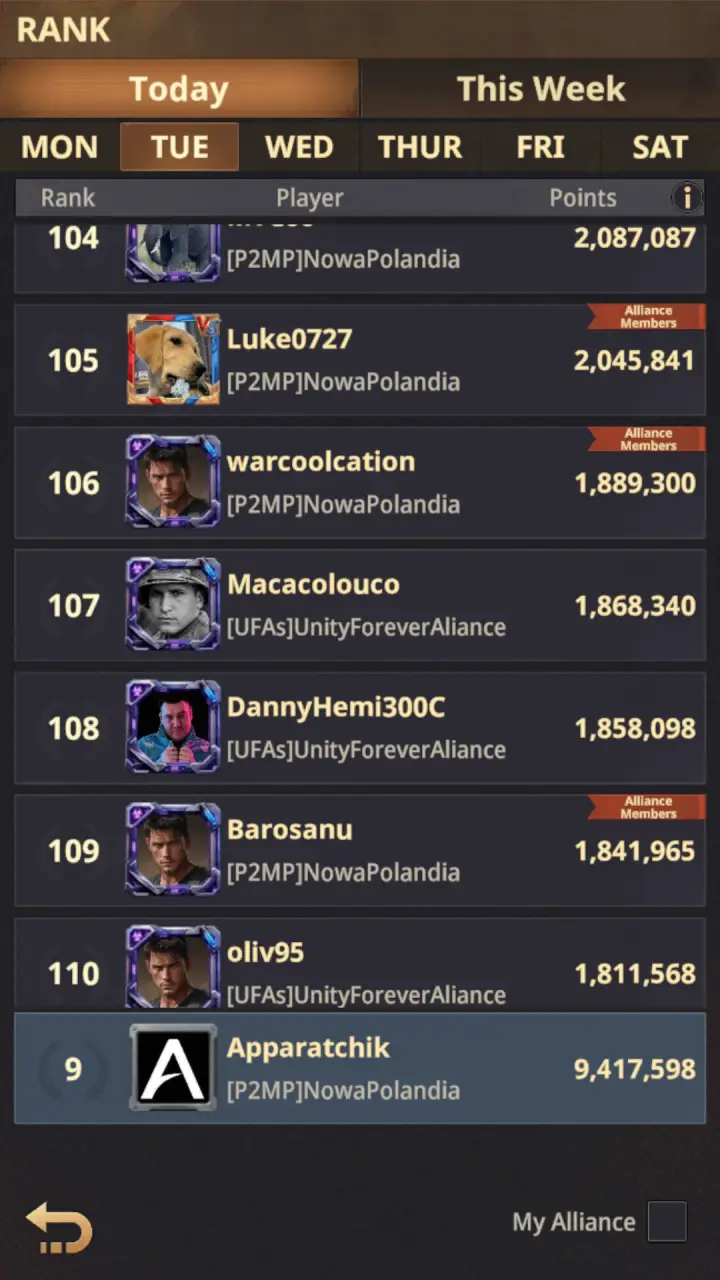 RANK
Today
This Week
MON
TUE
WED
THUR
FRI
SAT
Rank
Player
Points
104
2,087,087
[P2MP]NowaPolandia
Alliance
Members
Luke0727
105
2,045,841
[P2MP]NowaPolandia
Alliance
Members
warcoolcation
106
1,889,300
[P2MP]NowaPolandia
Macacolouco
107
1,868,340
[UFAs]UnityForeverAlliance
DannyHemi300C
108
1,858,098
[UFAs]UnityForeverAlliance
Alliance
Members
Barosanu
109
1,841,965
[P2MP]NowaPolandia
oliv95
110
1,811,568
[UFAs]UnityForeverAlliance
Apparatchik
9
9,417,598
[P2MP]NowaPolandia
My Alliance